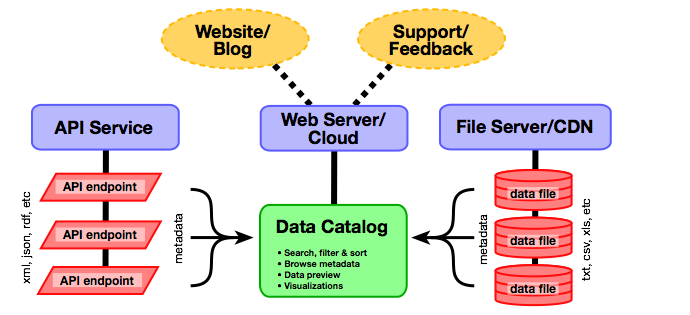 Website/
Blog
Support/
Feedback
API Service
Web Server/
Cloud
File Server/CDN
xml, json, rdf, etc
API endpoint
API endpoint
API endpoint
metadata
Data Catalog
• Search, filter & sort
• Browse metadata
• Data preview
• Visualizations
metadata
data file
data file
data file
txt, csv, xls, etc